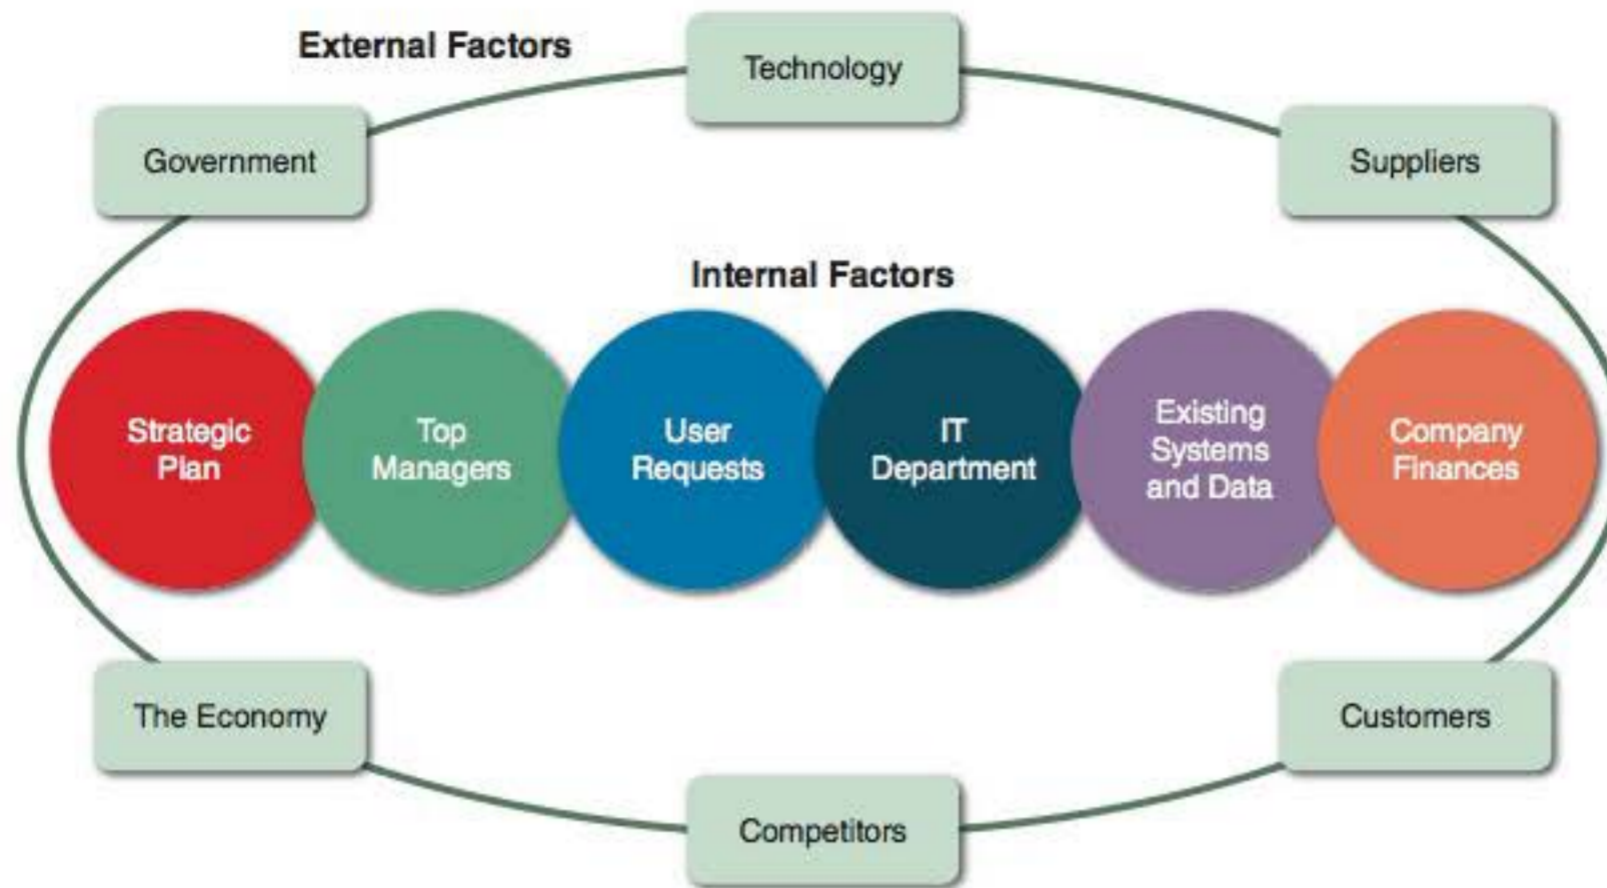 External Factors
Technology
Government
Suppliers
Internal Factors
Strategic
Plan
Top
Managers
User
Requests
IT
Department
Existing
Systems
and Data
Company
Finances
The Economy
Customers
Competitors